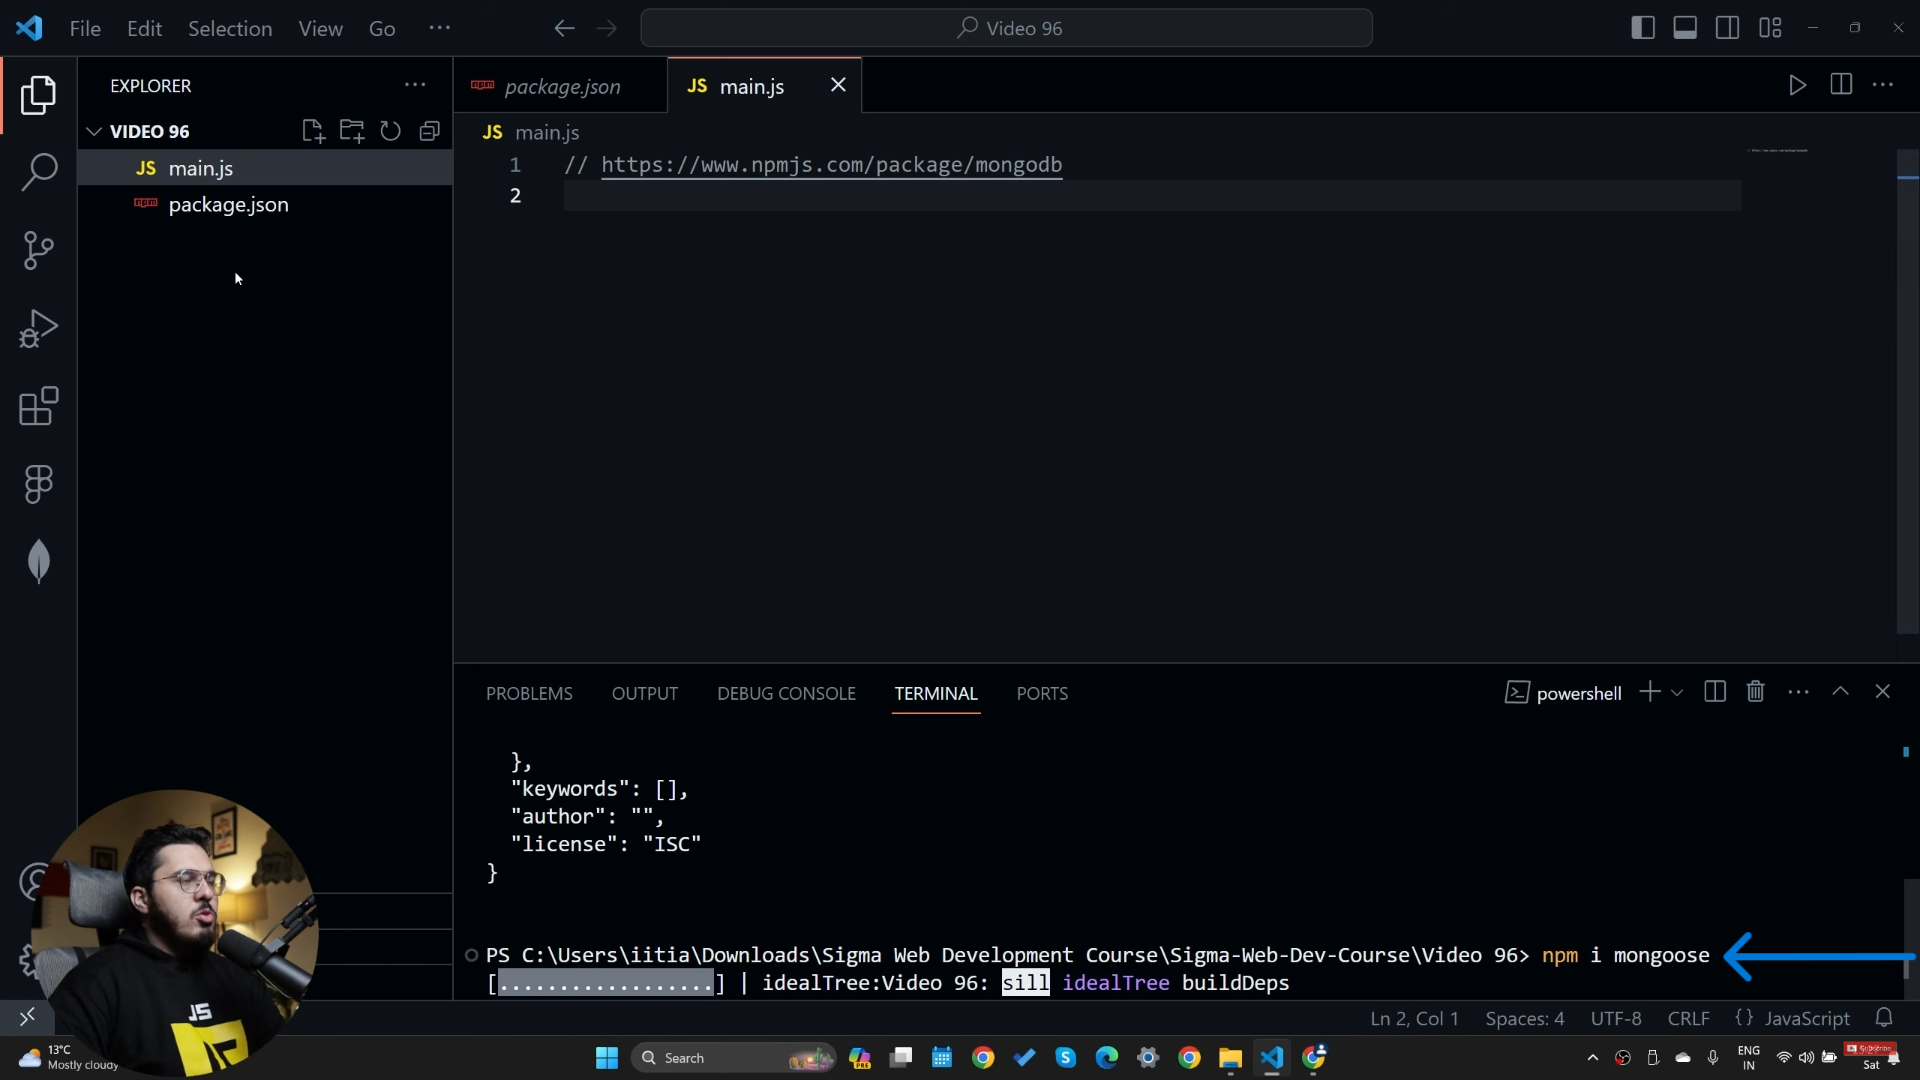 File Edit Selection View Go ···
Video 96
EXPLORER
VIDEO 96
JS main.js
npm package.json
package.json
JS main.js
JS main.js
1 // https://www.npmjs.com/package/mongodb
2
PROBLEMS OUTPUT DEBUG CONSOLE TERMINAL PORTS
powershell
},
"keywords": [],
"author": "",
"license": "ISC"
}
PS C:\Users\iitia\Downloads\Sigma Web Development Course\Sigma-Web-Dev-Course\Video 96> npm i mongoose
[..................] | idealTree:Video 96: sill idealTree buildDeps
JS
Ln 2, Col 1 Spaces: 4 UTF-8 CRLF {} JavaScript
13°C
Mostly cloudy
Search
PRE
ENG
IN
Subscribe
Sat